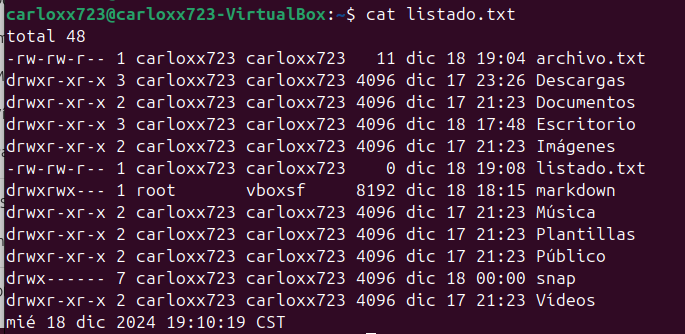 carloxx723@carloxx723-VirtualBox:~$ cat listado.txt
total 48
-rw-rw-r-- 1 carloxx723 carloxx723   11 dic 18 19:04 archivo.txt
drwxr-xr-x 3 carloxx723 carloxx723 4096 dic 17 23:26 Descargas
drwxr-xr-x 2 carloxx723 carloxx723 4096 dic 17 21:23 Documentos
drwxr-xr-x 3 carloxx723 carloxx723 4096 dic 18 17:48 Escritorio
drwxr-xr-x 2 carloxx723 carloxx723 4096 dic 17 21:23 Imágenes
-rw-rw-r-- 1 carloxx723 carloxx723    0 dic 18 19:08 listado.txt
drwxrwx--- 1 root       vboxsf     8192 dic 18 18:15 markdown
drwxr-xr-x 2 carloxx723 carloxx723 4096 dic 17 21:23 Música
drwxr-xr-x 2 carloxx723 carloxx723 4096 dic 17 21:23 Plantillas
drwxr-xr-x 2 carloxx723 carloxx723 4096 dic 17 21:23 Público
drwx------ 7 carloxx723 carloxx723 4096 dic 18 00:00 snap
drwxr-xr-x 2 carloxx723 carloxx723 4096 dic 17 21:23 Vídeos
mié 18 dic 2024 19:10:19 CST